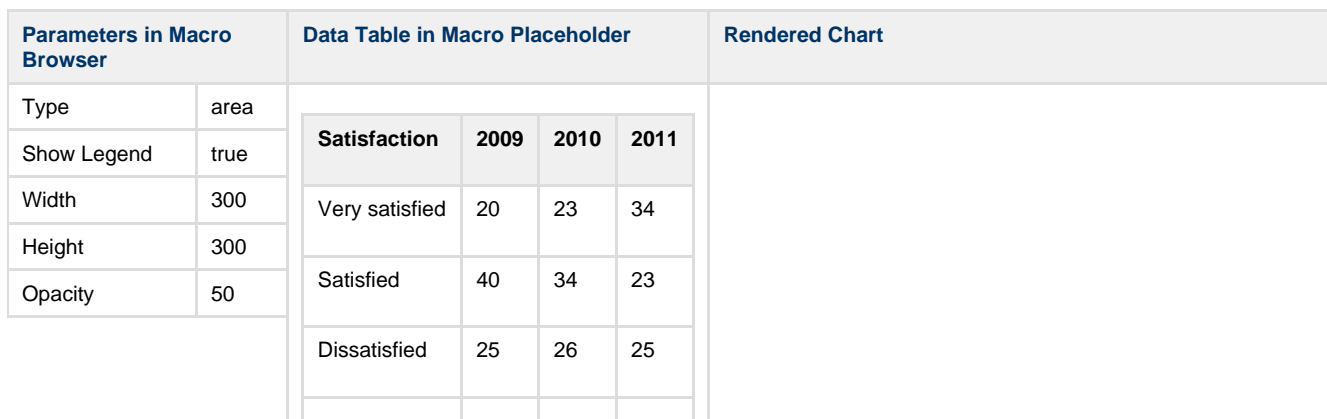 Parameters in Macro Browser
Data Table in Macro Placeholder
Rendered Chart
Type area
Show Legend true
Width 300
Height 300
Opacity 50
Satisfaction 2009 2010 2011
Very satisfied 20 23 34
Satisfied 40 34 23
Dissatisfied 25 26 25